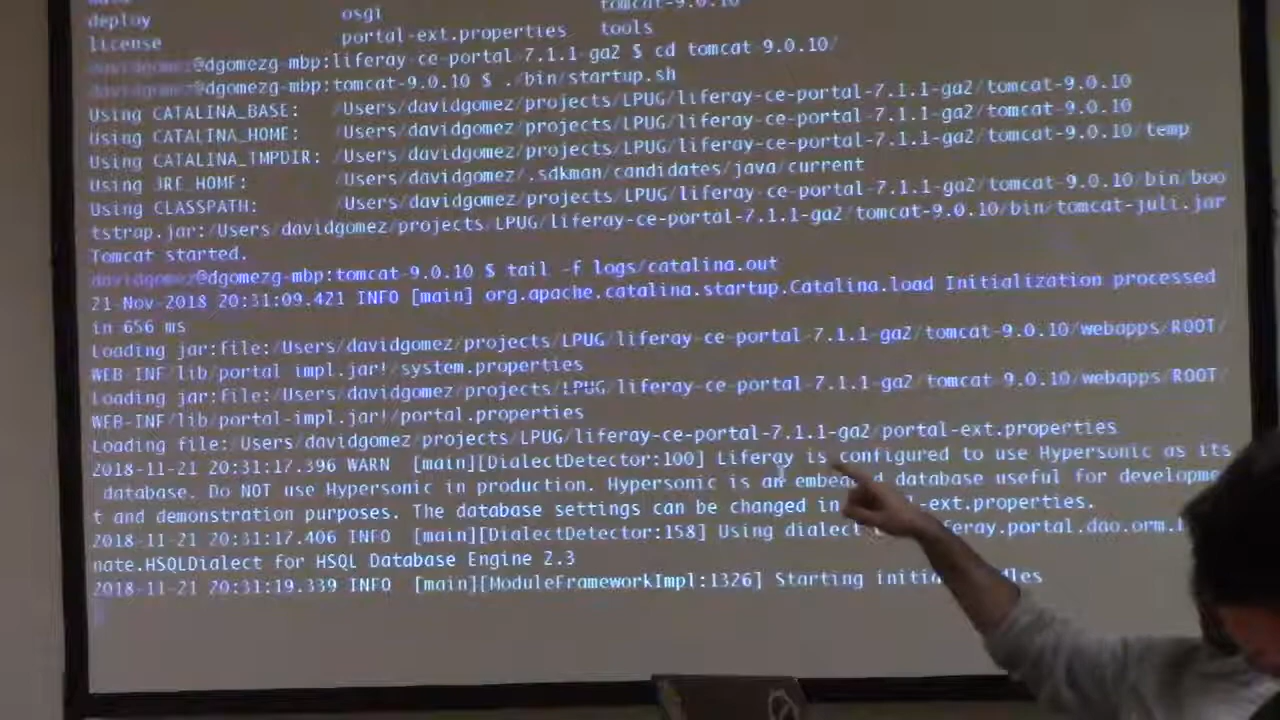 deploy osgi tomcat-9.0.10
license portal-ext.properties tools
davidgomez@dgomezg-mbp:liferay-ce-portal-7.1.1-ga2 $ cd tomcat-9.0.10/
davidgomez@dgomezg-mbp:tomcat-9.0.10 $ ./bin/startup.sh
Using CATALINA_BASE: /Users/davidgomez/projects/LPUG/liferay-ce-portal-7.1.1-ga2/tomcat-9.0.10
Using CATALINA_HOME: /Users/davidgomez/projects/LPUG/liferay-ce-portal-7.1.1-ga2/tomcat-9.0.10
Using CATALINA_TMPDIR: /Users/davidgomez/projects/LPUG/liferay-ce-portal-7.1.1-ga2/tomcat-9.0.10/temp
Using JRE_HOME: /Users/davidgomez/.sdkman/candidates/java/current
Using CLASSPATH: /Users/davidgomez/projects/LPUG/liferay-ce-portal-7.1.1-ga2/tomcat-9.0.10/bin/boo
tstrap.jar:/Users/davidgomez/projects/LPUG/liferay-ce-portal-7.1.1-ga2/tomcat-9.0.10/bin/tomcat-juli.jar
Tomcat started.
davidgomez@dgomezg-mbp:tomcat-9.0.10 $ tail -f logs/catalina.out
21-Nov-2018 20:31:09.421 INFO [main] org.apache.catalina.startup.Catalina.load Initialization processed
in 656 ms
Loading jar:file:/Users/davidgomez/projects/LPUG/liferay-ce-portal-7.1.1-ga2/tomcat-9.0.10/webapps/ROOT/
WEB-INF/lib/portal-impl.jar!/system.properties
Loading jar:file:/Users/davidgomez/projects/LPUG/liferay-ce-portal-7.1.1-ga2/tomcat-9.0.10/webapps/ROOT/
WEB-INF/lib/portal-impl.jar!/portal.properties
Loading file:/Users/davidgomez/projects/LPUG/liferay-ce-portal-7.1.1-ga2/portal-ext.properties
2018-11-21 20:31:17.396 WARN [main][DialectDetector:100] Liferay is configured to use Hypersonic as its
database. Do NOT use Hypersonic in production. Hypersonic is an embedded database useful for developme
t and demonstration purposes. The database settings can be changed in -ext.properties.
2018-11-21 20:31:17.406 INFO [main][DialectDetector:158] Using dialect feray.portal.dao.orm.
nate.HSQLDialect for HSQL Database Engine 2.3
2018-11-21 20:31:19.339 INFO [main][ModuleFrameworkImpl:1326] Starting